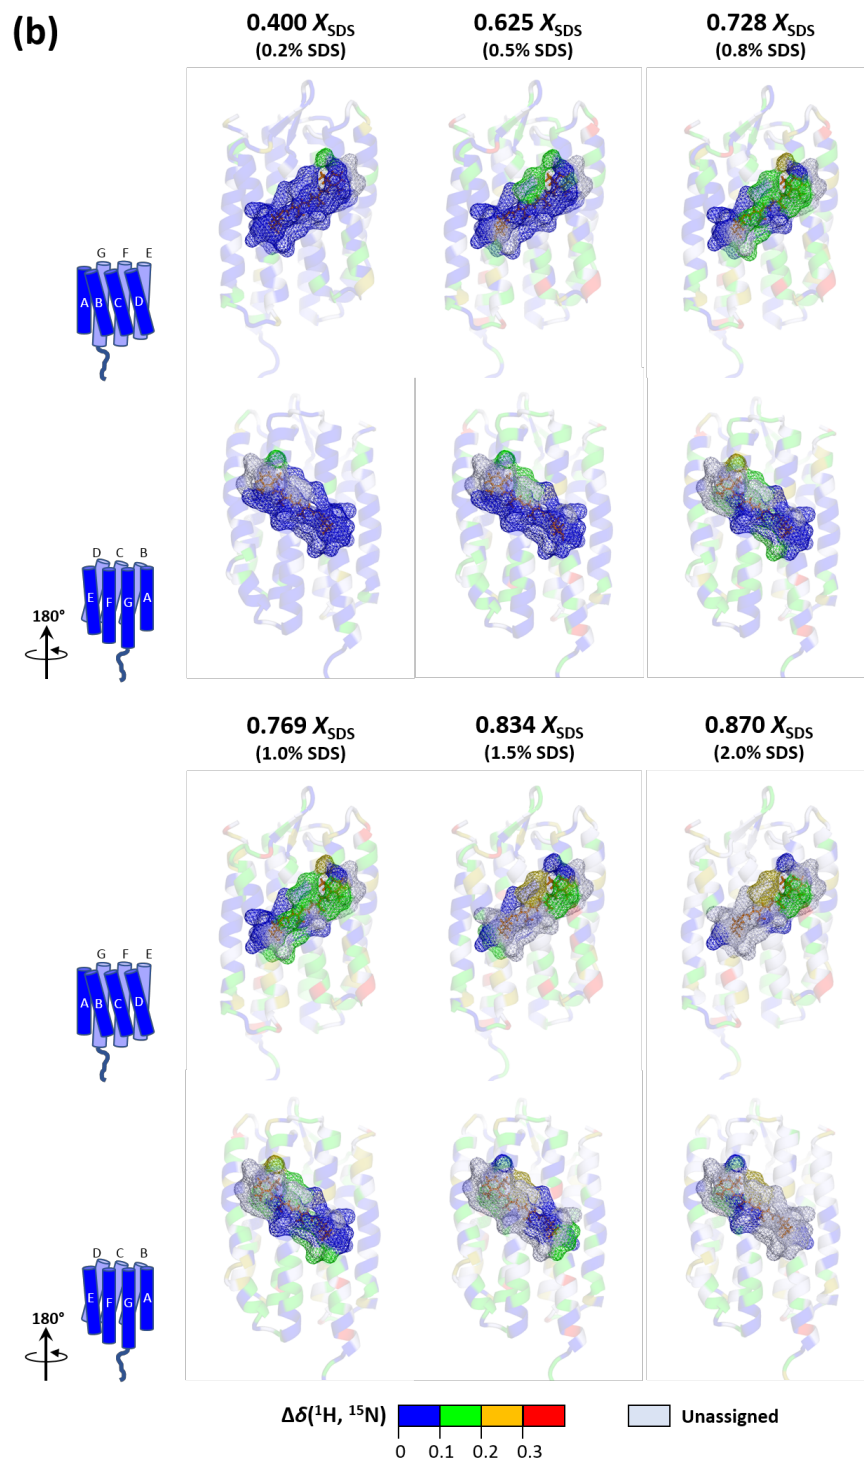 (b)
0.400 XSDS 0.625 XSDS 0.728 XSDS
(0.2% SDS) (0.5% SDS) (0.8% SDS)
G F E
A B C D
D C B
E F G A
180°
0.769 XSDS 0.834 XSDS 0.870 XSDS
(1.0% SDS) (1.5% SDS) (2.0% SDS)
G F E
A B C D
D C B
E F G A
180°
Δδ(¹H, ¹⁵N) Unassigned
0 0.1 0.2 0.3